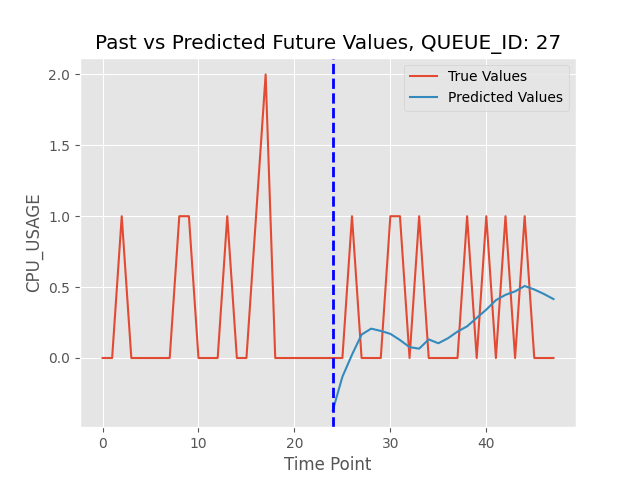 Past vs Predicted Future Values, QUEUE_ID: 27
True Values
Predicted Values
CPU_USAGE
2.0
1.5
1.0
0.5
0.0
0 10 20 30 40
Time Point